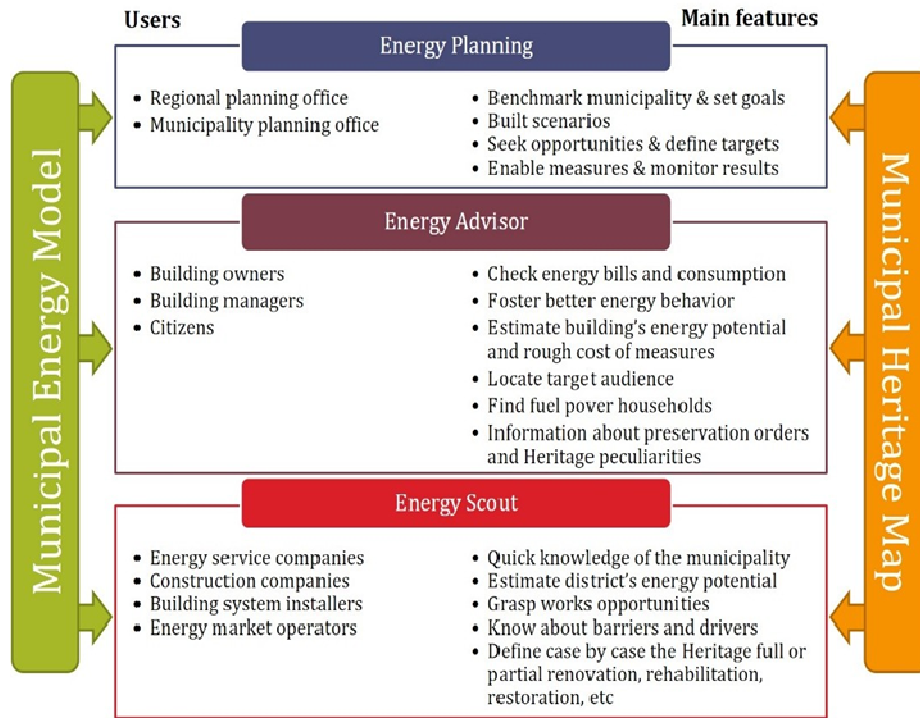 Users
Main features
Municipal Energy Model
Energy Planning
• Regional planning office
• Municipality planning office
• Benchmark municipality & set goals
• Built scenarios
• Seek opportunities & define targets
• Enable measures & monitor results
Energy Advisor
• Building owners
• Building managers
• Citizens
• Check energy bills and consumption
• Foster better energy behavior
• Estimate building's energy potential
and rough cost of measures
• Locate target audience
• Find fuel pover households
• Information about preservation orders
and Heritage peculiarities
Energy Scout
• Energy service companies
• Construction companies
• Building system installers
• Energy market operators
• Quick knowledge of the municipality
• Estimate district's energy potential
• Grasp works opportunities
• Know about barriers and drivers
• Define case by case the Heritage full or
partial renovation, rehabilitation,
restoration, etc
Municipal Heritage Map